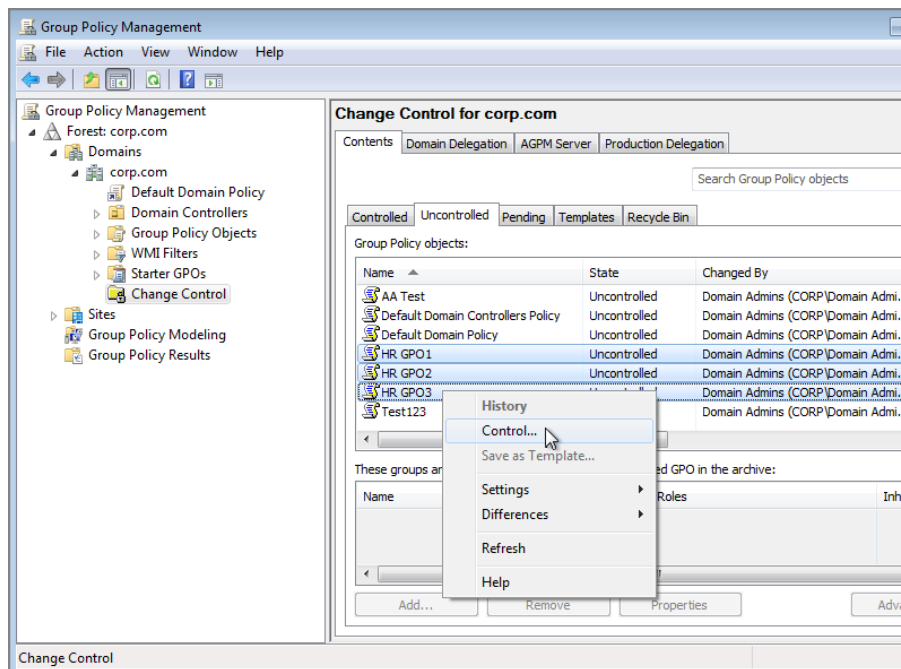 Group Policy Management
File Action View Window Help
Group Policy Management
Forest: corp.com
Domains
corp.com
Default Domain Policy
Domain Controllers
Group Policy Objects
WMI Filters
Starter GPOs
Change Control
Sites
Group Policy Modeling
Group Policy Results
Change Control for corp.com
Contents Domain Delegation AGPM Server Production Delegation
Search Group Policy objects
Controlled Uncontrolled Pending Templates Recycle Bin
Group Policy objects:
Name State Changed By
AA Test Uncontrolled Domain Admins (CORP\Domain Admi.
Default Domain Controllers Policy Uncontrolled Domain Admins (CORP\Domain Admi.
Default Domain Policy Uncontrolled Domain Admins (CORP\Domain Admi.
HR GPO1 Uncontrolled Domain Admins (CORP\Domain Admi.
HR GPO2 Uncontrolled Domain Admins (CORP\Domain Admi.
HR GPO3 Domain Admins (CORP\Domain Admi.
Test123 Domain Admins (CORP\Domain Admi.
History
Control...
Save as Template...
Settings
Differences
Refresh
Help
These groups ar ed GPO in the archive:
Name Roles Inh
Add... Remove Properties Adva
Change Control